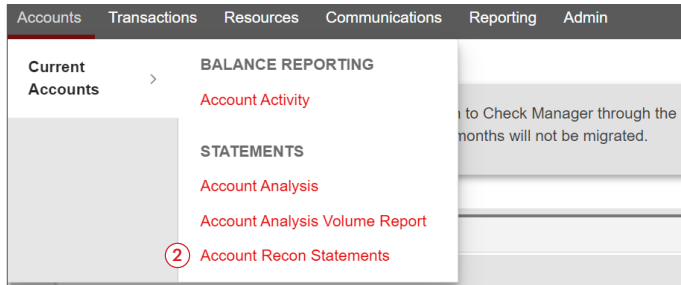 Accounts Transactions Resources Communications Reporting Admin
Current
Accounts
BALANCE REPORTING
Account Activity
STATEMENTS
Account Analysis
Account Analysis Volume Report
2 Account Recon Statements
to Check Manager through the
months will not be migrated.